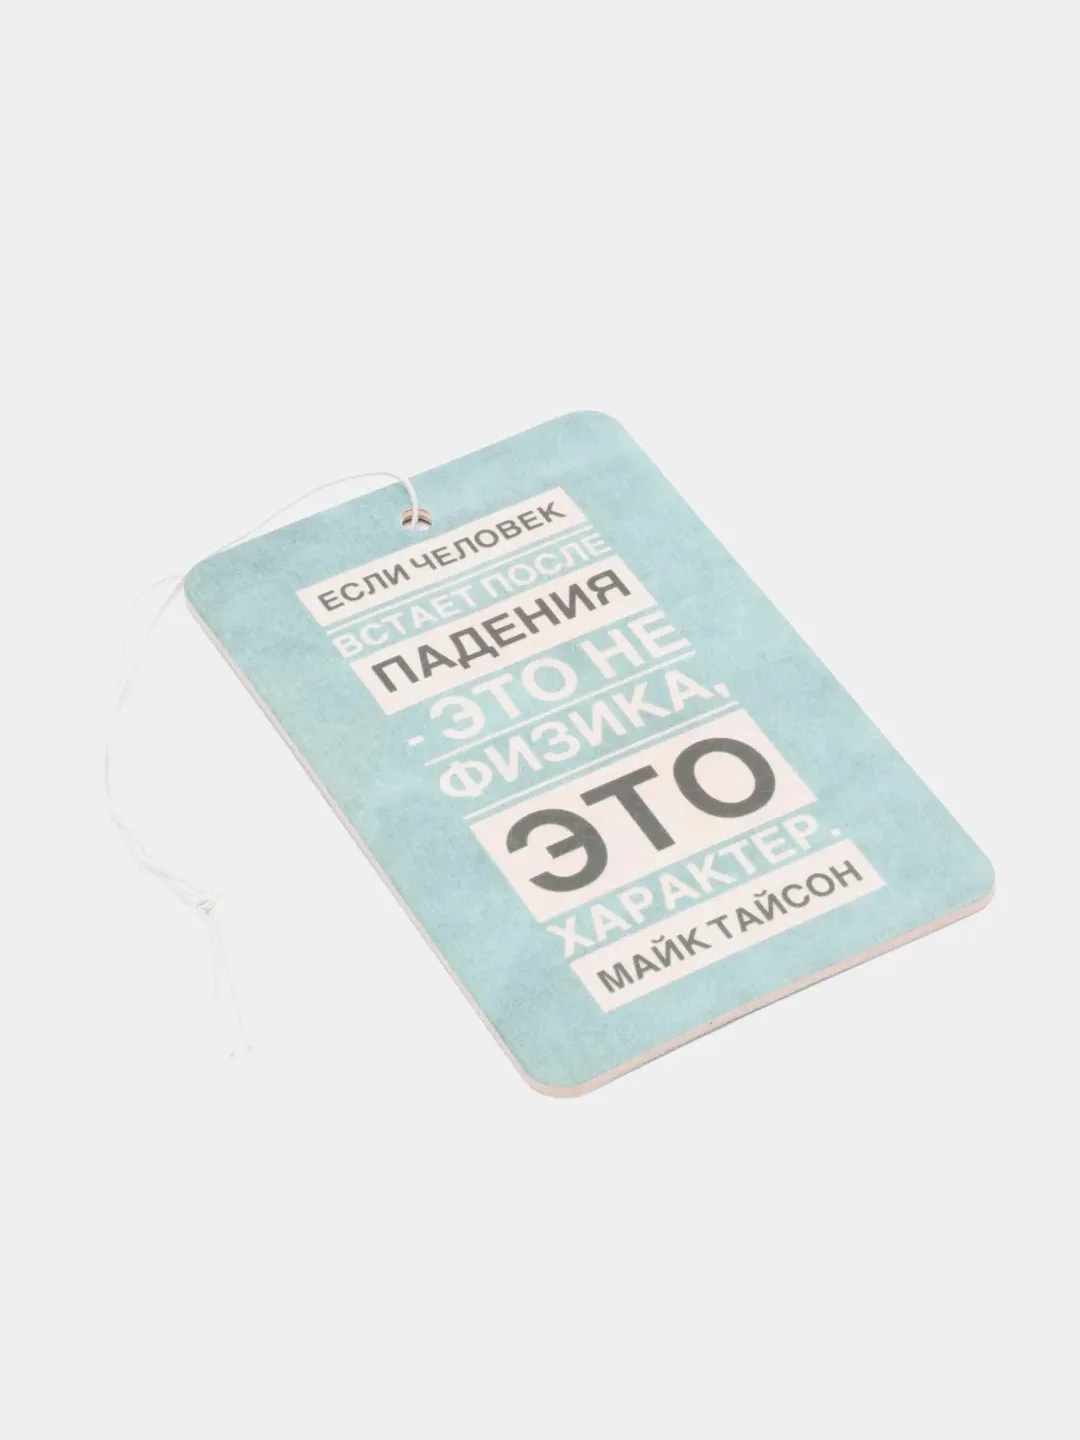 ЕСЛИ ЧЕЛОВЕК
ВСТАЕТ ПОСЛЕ
ПАДЕНИЯ
- ЭТО НЕ
ФИЗИКА,
ЭТО
ХАРАКТЕР.
МАЙК ТАЙСОН